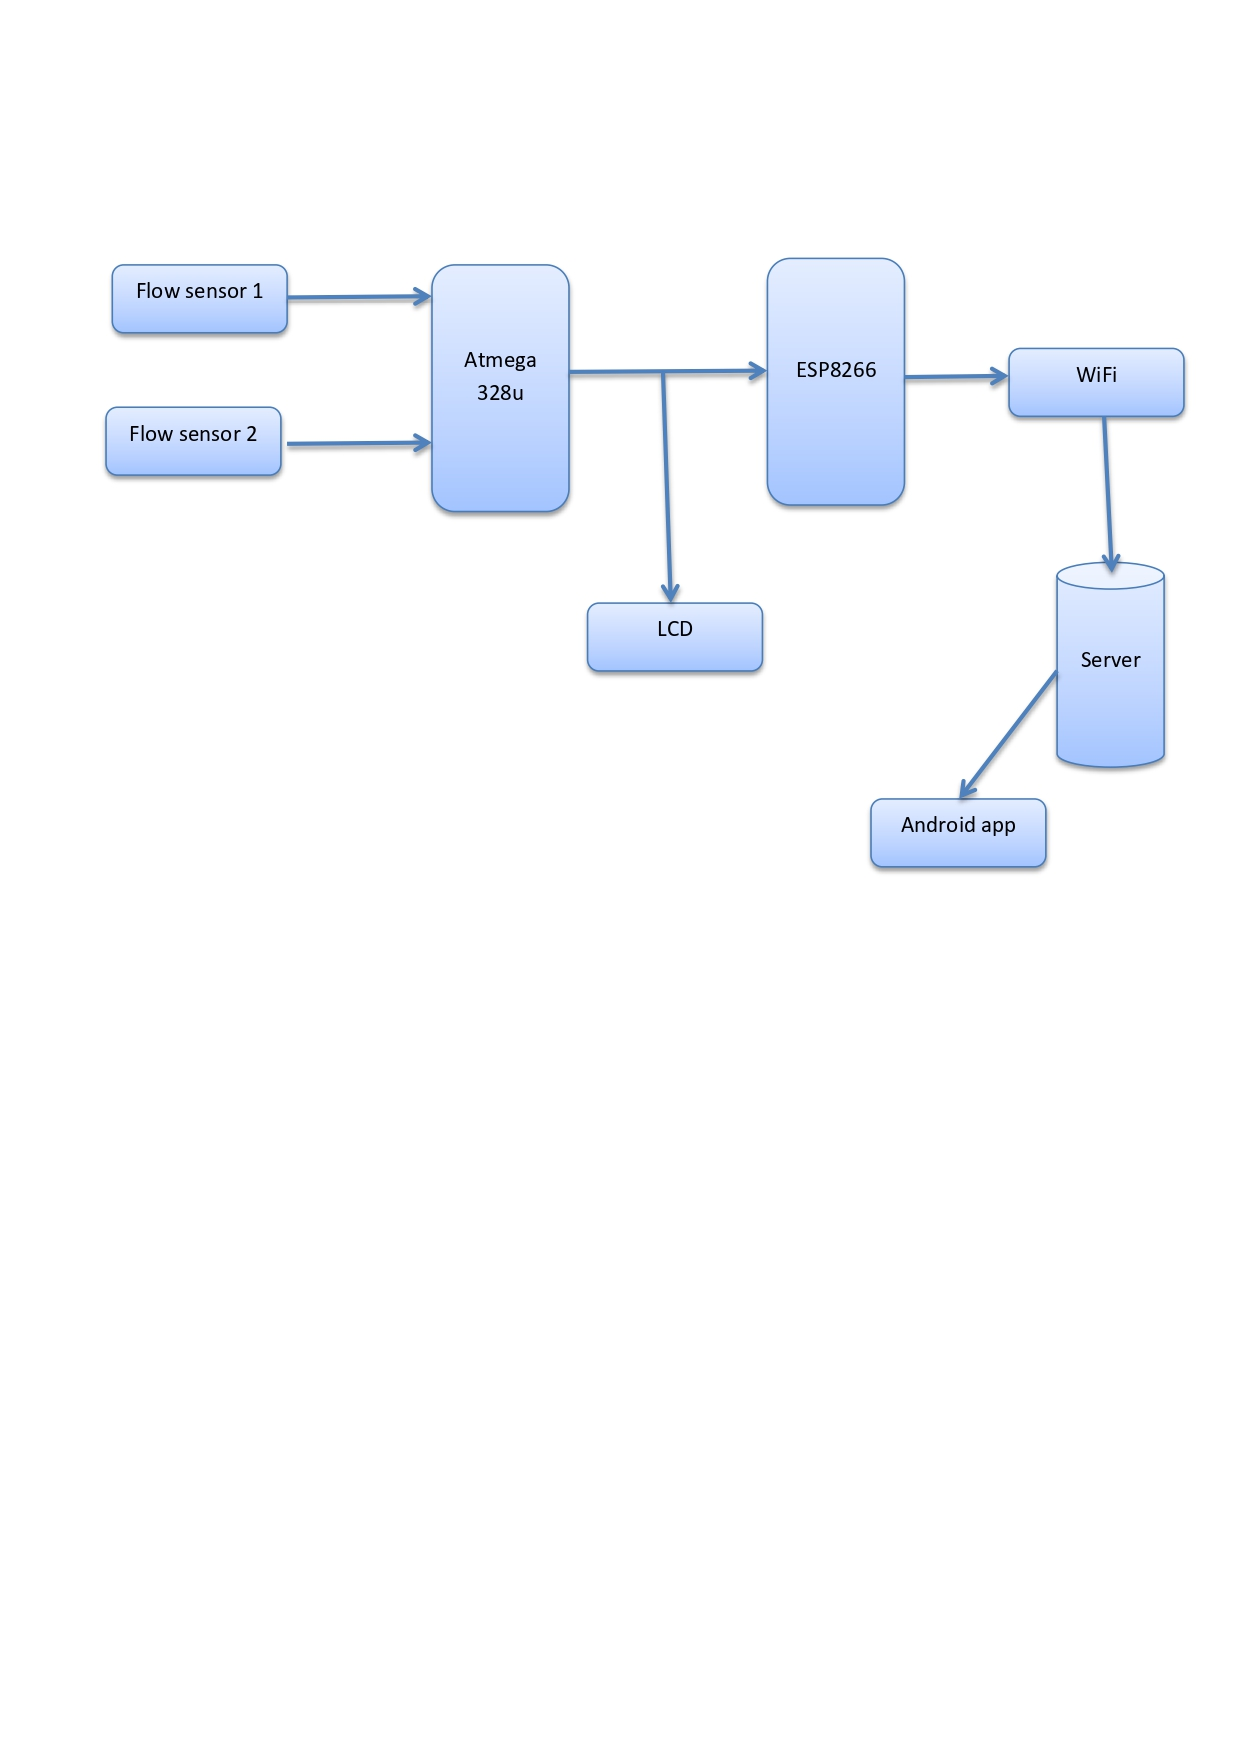 Flow sensor 1
Flow sensor 2
Atmega
328u
ESP8266
WiFi
LCD
Server
Android app